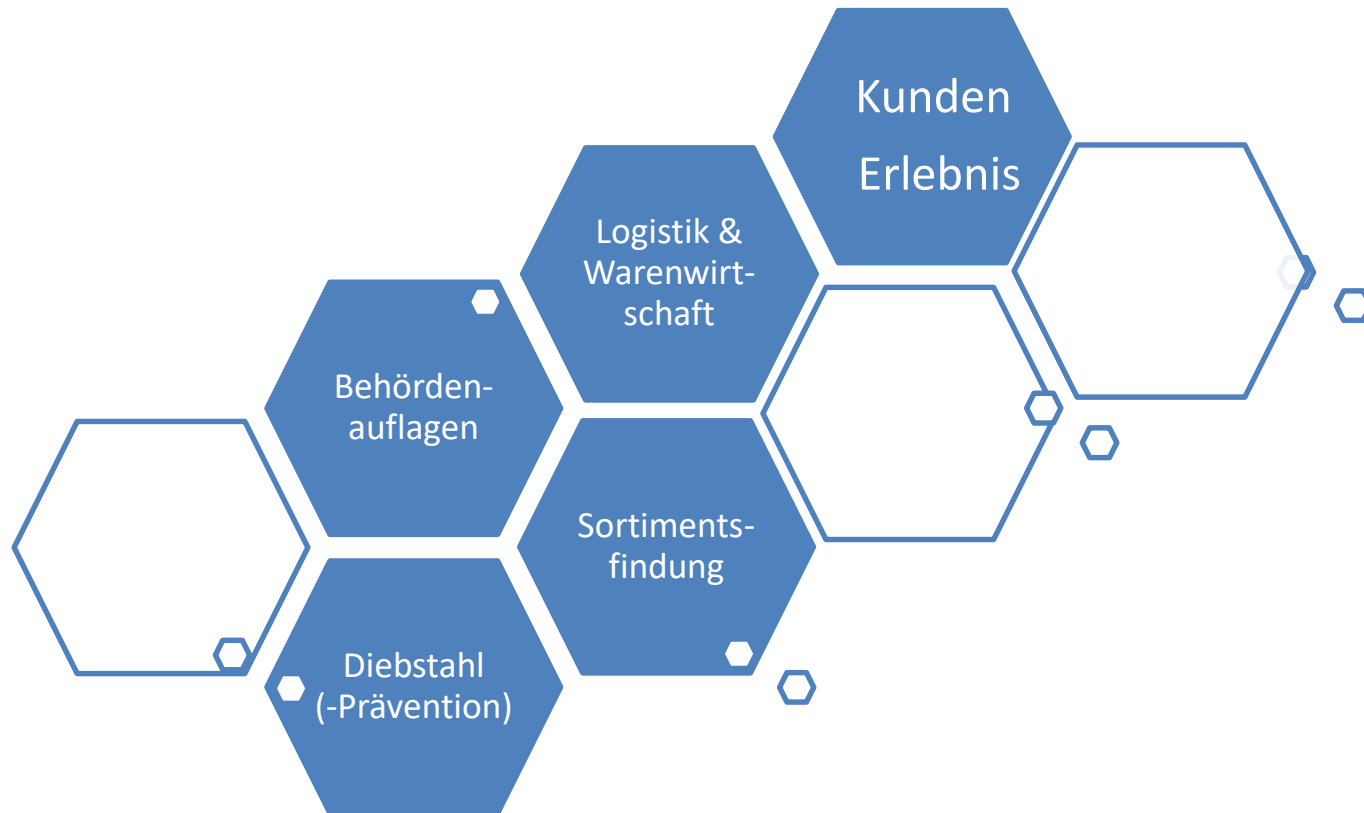 Kunden
Erlebnis
Logistik &
Warenwirt-
schaft
Behörden-
auflagen
Sortiments-
findung
Diebstahl
(-Prävention)